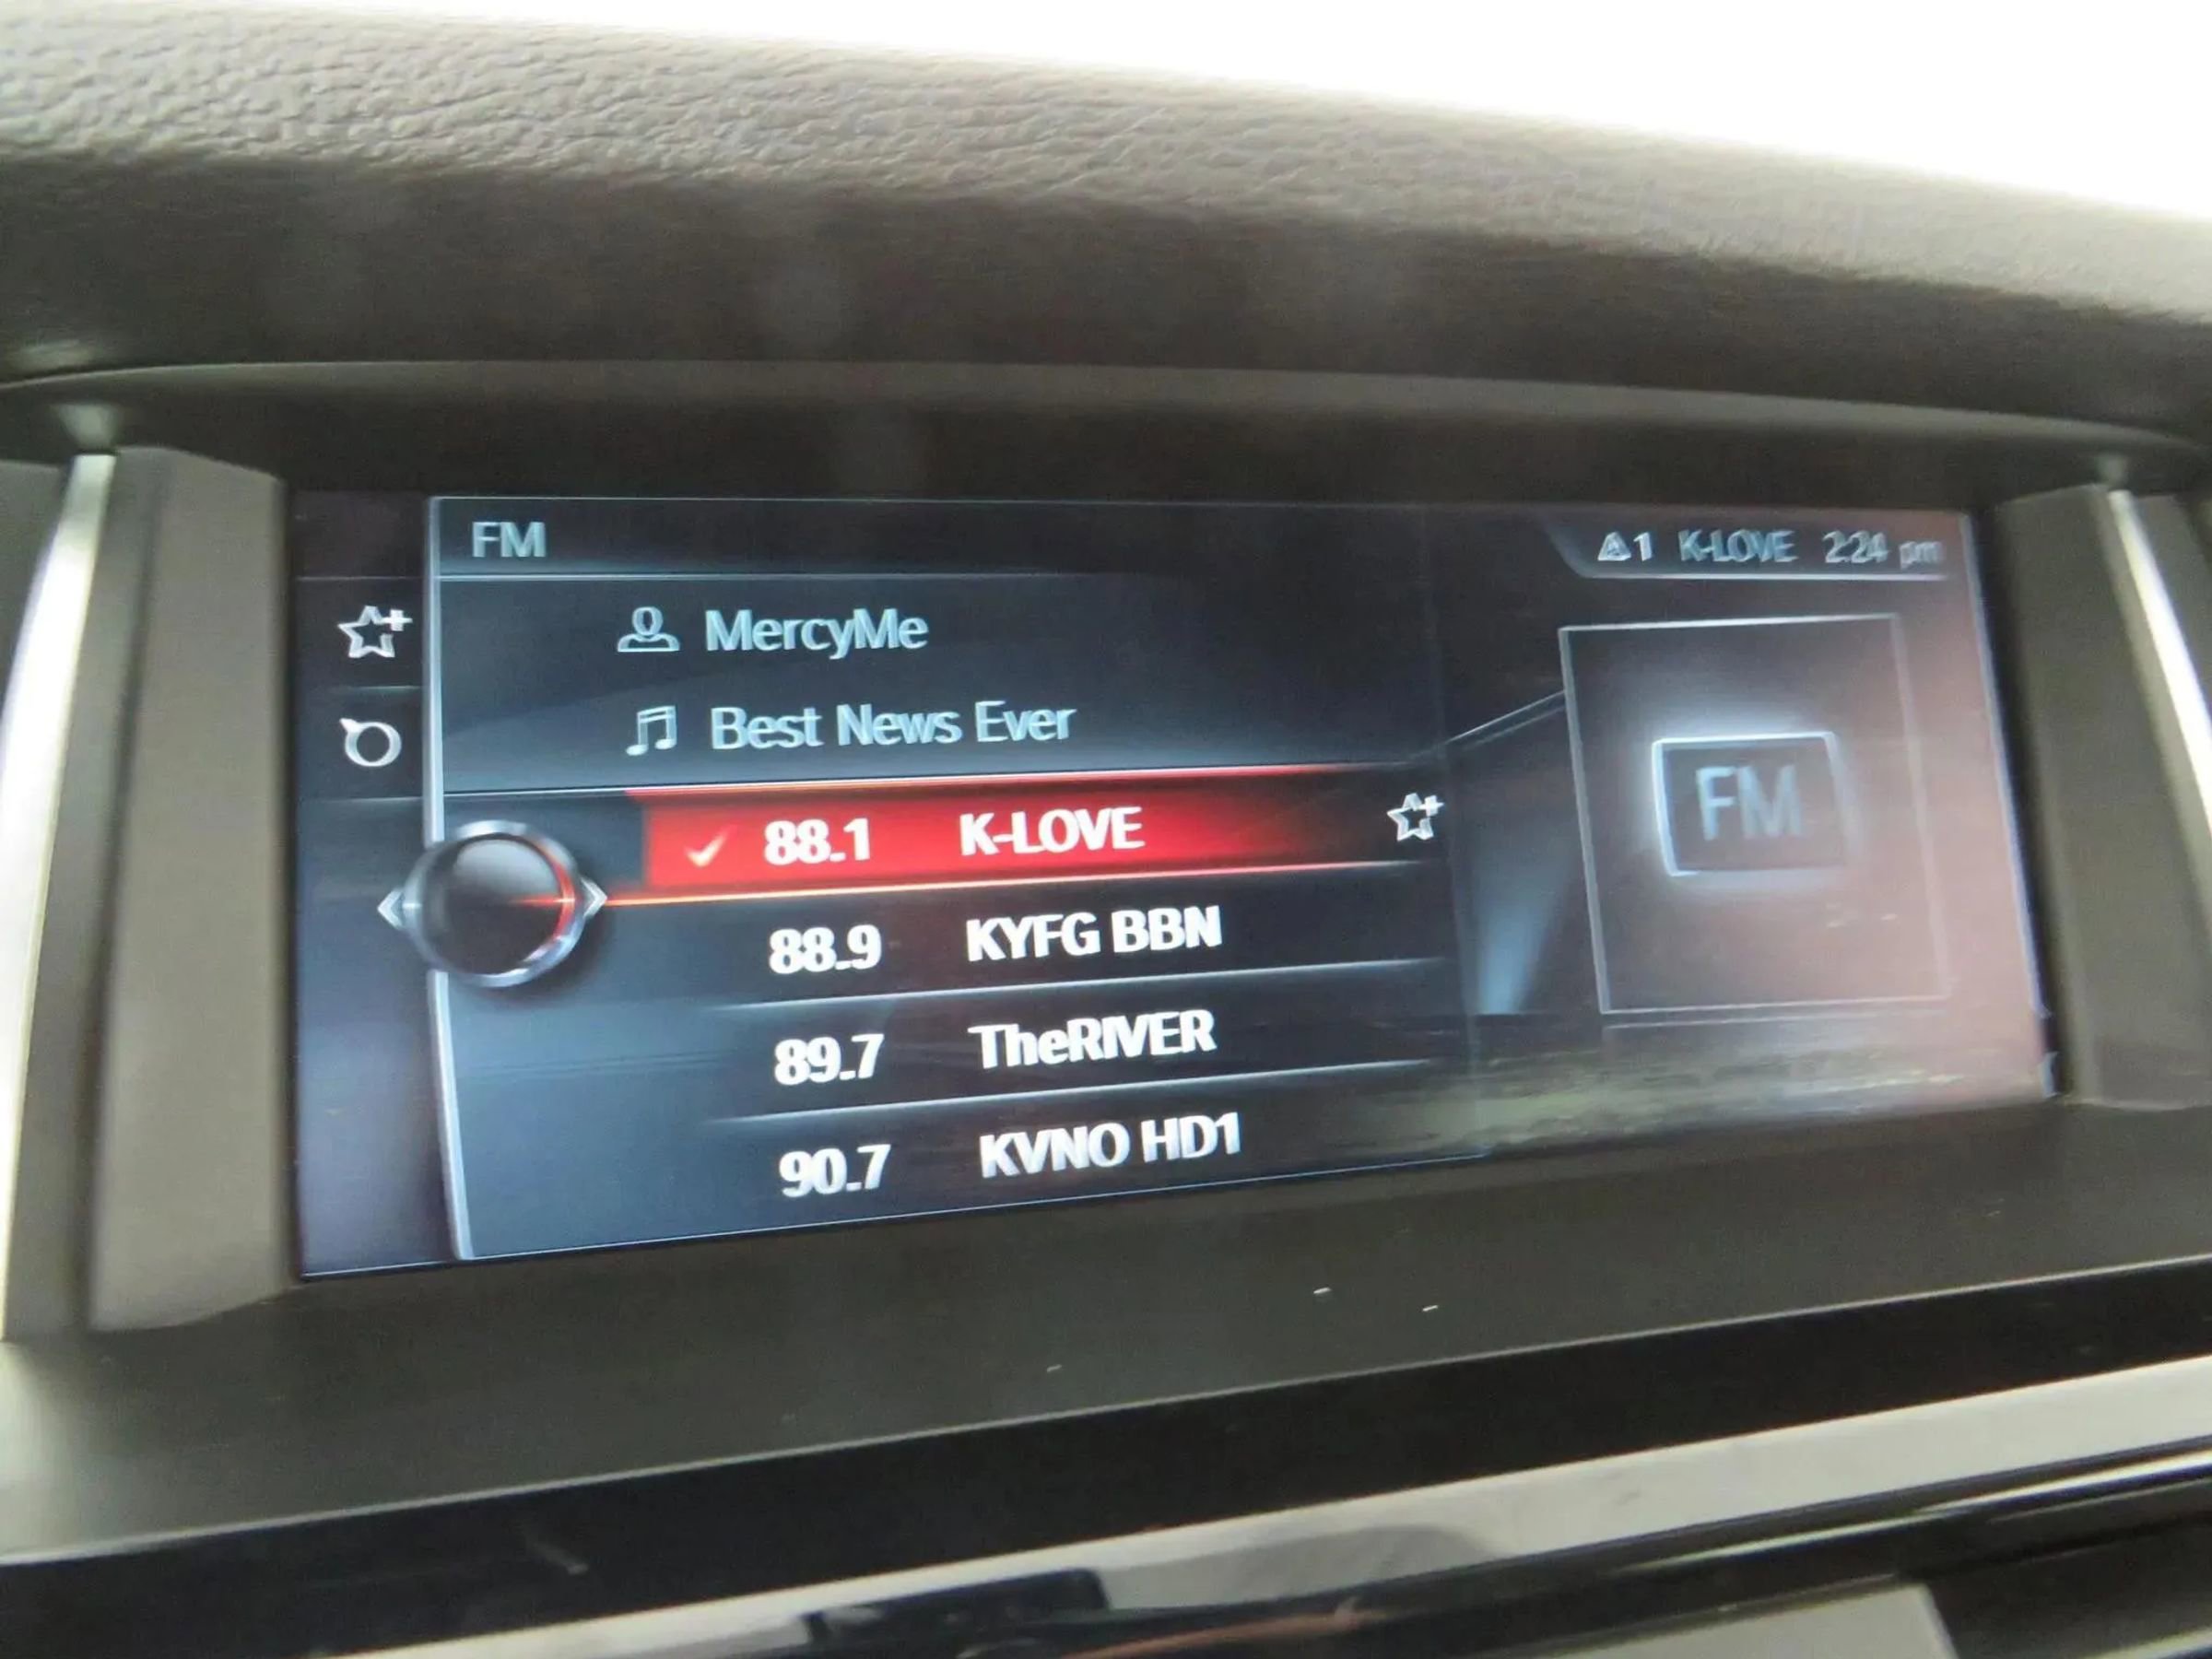 FM
1 K-LOVE 2:24 pm
MercyMe
Best News Ever
88.1 K-LOVE
88.9 KYFG BBN
89.7 TheRIVER
90.7 KVNO HD1
FM